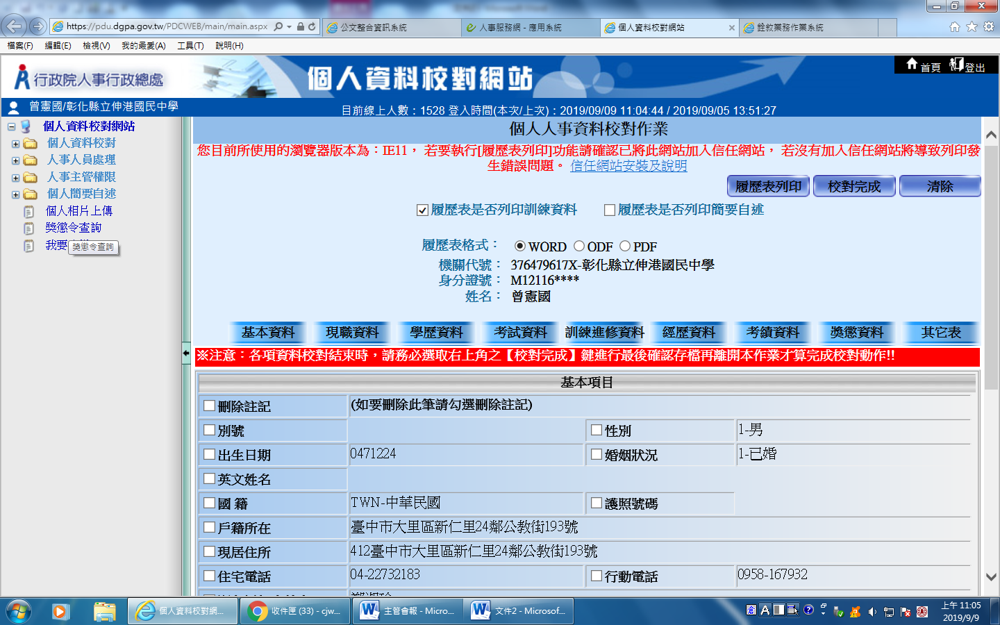 https://pdu.dgpa.gov.tw/PDCWEB/main/main.aspx
公文整合資訊系統
人事服務網 - 應用系統
個人資料校對網站
銓敘業務作業系統
檔案(F) 編輯(E) 檢視(V) 我的最愛(A) 工具(T) 說明(H)
行政院人事行政總處
個人資料校對網站
首頁 登出
曾憲國/彰化縣立伸港國民中學
目前線上人數：1528 登入時間(本次/上次)：2019/09/09 11:04:44 / 2019/09/05 13:51:27
個人資料校對網站
個人資料校對
人事人員處理
人事主管權限
個人簡要自述
個人相片上傳
獎懲令查詢
我要
獎懲令查詢
個人人事資料校對作業
您目前所使用的瀏覽器版本為：IE11， 若要執行[履歷表列印]功能請確認已將此網站加入信任網站， 若沒有加入信任網站將導致列印發
生錯誤問題。 信任網站安裝及說明
履歷表列印 校對完成 清除
履歷表是否列印訓練資料 履歷表是否列印簡要自述
履歷表格式： WORD ODF PDF
機關代號： 376479617X-彰化縣立伸港國民中學
身分證號： M12116****
姓名： 曾憲國
基本資料 現職資料 學歷資料 考試資料 訓練進修資料 經歷資料 考績資料 獎懲資料 其它表
※注意：各項資料校對結束時，請務必選取右上角之【校對完成】鍵進行最後確認存檔再離開本作業才算完成校對動作!!
基本項目
刪除註記 (如要刪除此筆請勾選刪除註記)
別號 性別 1-男
出生日期 0471224 婚姻狀況 1-已婚
英文姓名
國 籍 TWN-中華民國 護照號碼
戶籍所在 臺中市大里區新仁里24鄰公教街193號
現居住所 412臺中市大里區新仁里24鄰公教街193號
住宅電話 04-22732183 行動電話 0958-167932
個人資料校對網...
收件匣 (33) - cjw...
主管會報 - Micro...
文件2 - Microsof...
上午 11:05
2019/9/9